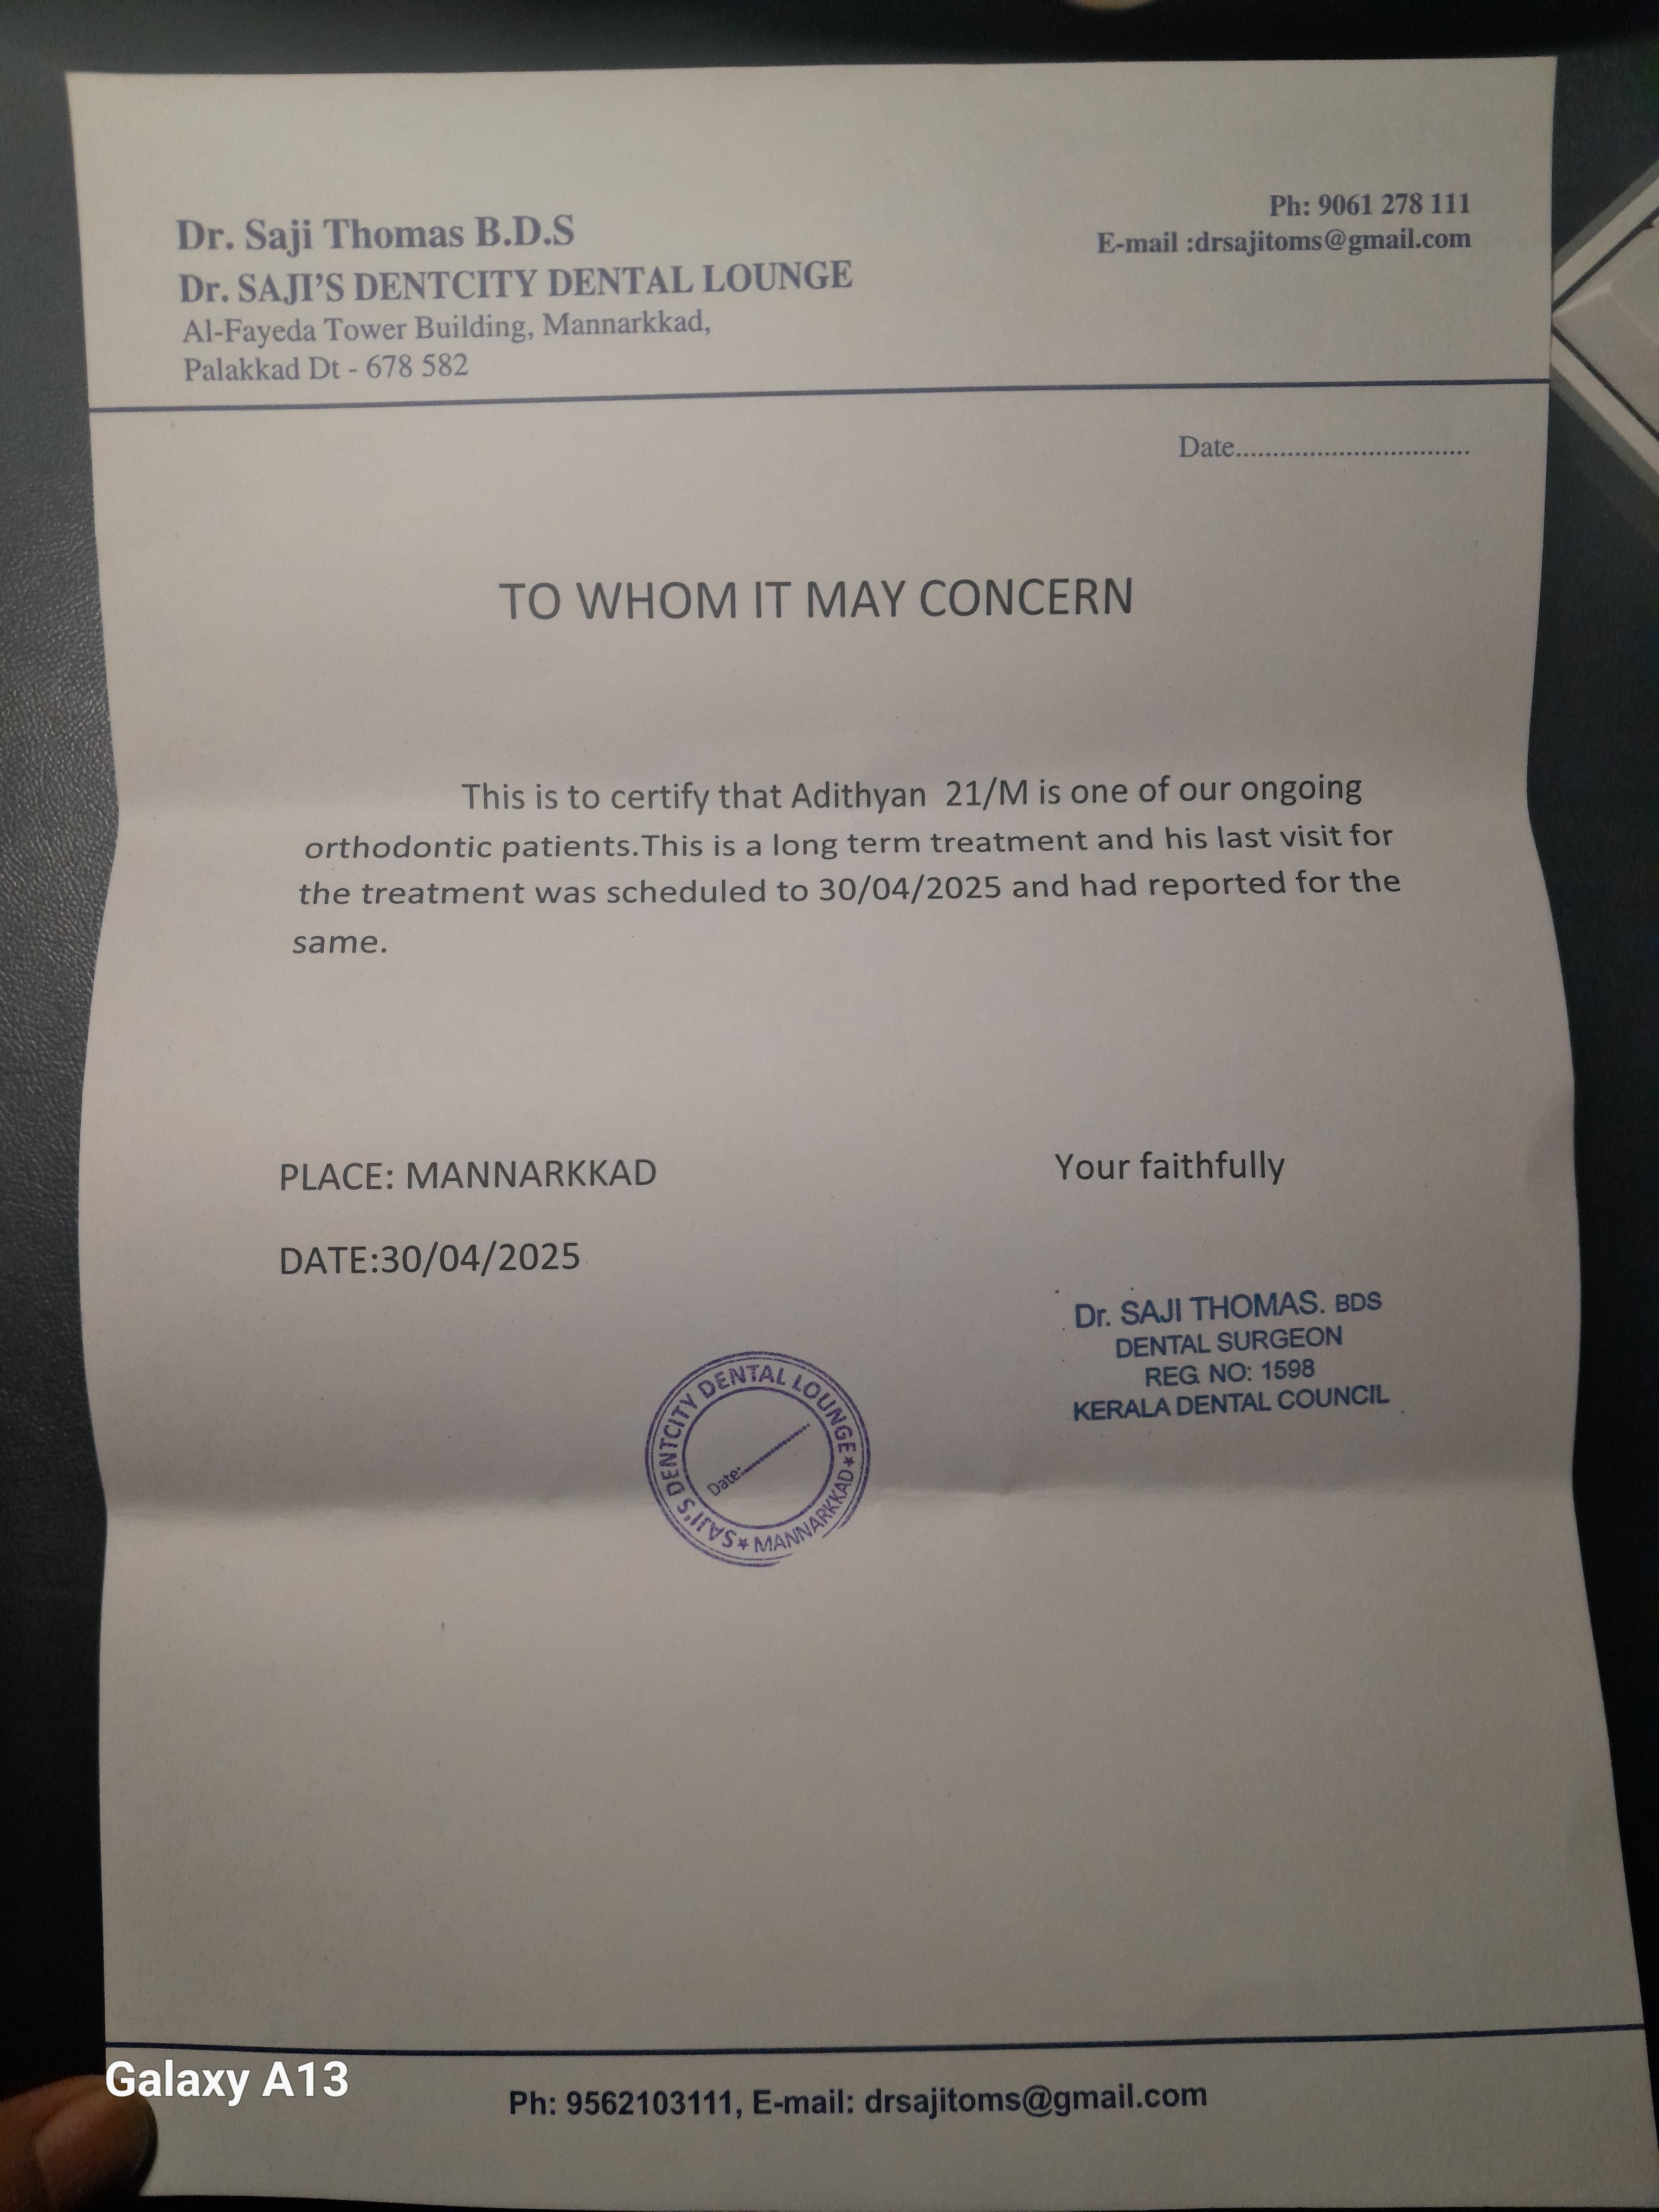 Dr. Saji Thomas B.D.S
Dr. SAJI'S DENTCITY DENTAL LOUNGE
Al-Fayeda Tower Building, Mannarkkad,
Palakkad Dt - 678 582
Ph: 9061 278 111
E-mail :drsajitoms@gmail.com
Date................................
TO WHOM IT MAY CONCERN
This is to certify that Adithyan 21/M is one of our ongoing
orthodontic patients.This is a long term treatment and his last visit for
the treatment was scheduled to 30/04/2025 and had reported for the
same.
PLACE: MANNARKKAD
Your faithfully
DATE:30/04/2025
Dr. SAJI THOMAS. BDS
DENTAL SURGEON
REG. NO: 1598
KERALA DENTAL COUNCIL
SAJI'S DENTCITY DENTAL LOUNGE
★ MANNARKKAD ★
Date:................
Galaxy A13
Ph: 9562103111, E-mail: drsajitoms@gmail.com